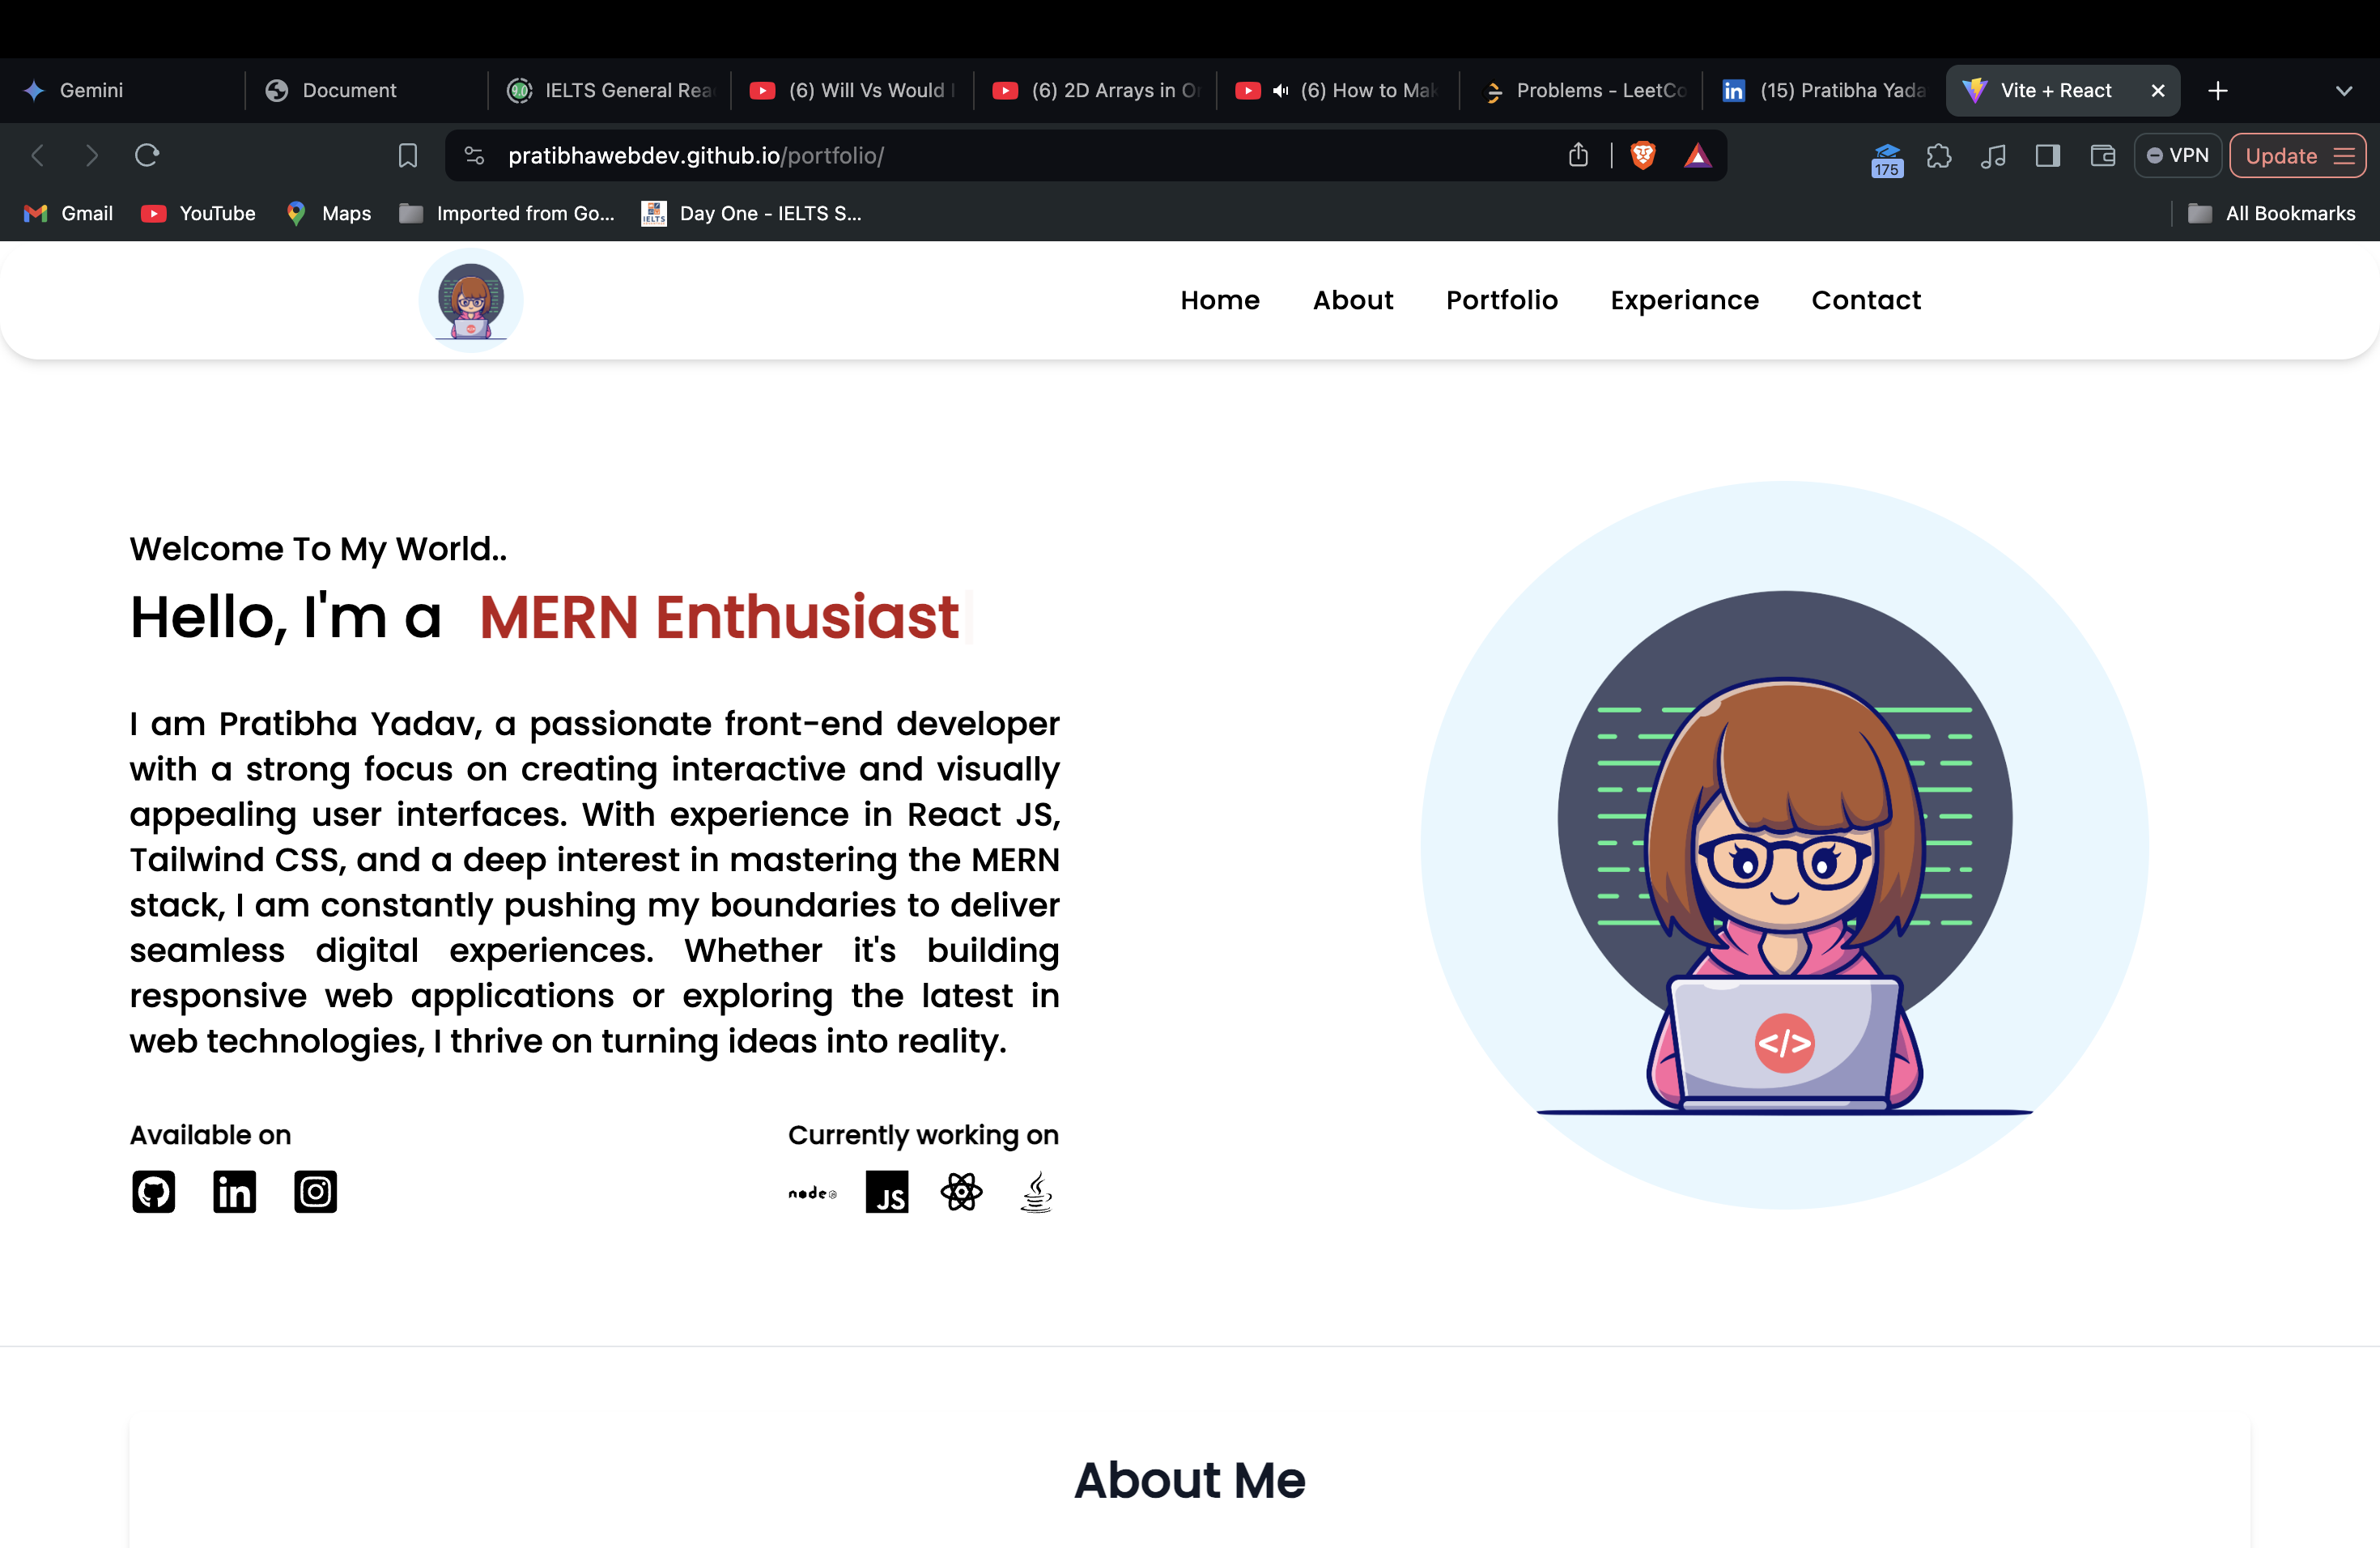 Gemini
Document
IELTS General Rea
(6) Will Vs Would
(6) 2D Arrays in
(6) How to Mak
Problems - LeetCo
(15) Pratibha Yada
Vite + React
pratibhawebdev.github.io/portfolio/
175
VPN
Update
Gmail
YouTube
Maps
Imported from Go...
IELTS
Day One - IELTS S...
All Bookmarks
Home
About
Portfolio
Experiance
Contact
Welcome To My World..
Hello, I'm a MERN Enthusiast
I am Pratibha Yadav, a passionate front-end developer
with a strong focus on creating interactive and visually
appealing user interfaces. With experience in React JS,
Tailwind CSS, and a deep interest in mastering the MERN
stack, I am constantly pushing my boundaries to deliver
seamless digital experiences. Whether it's building
responsive web applications or exploring the latest in
web technologies, I thrive on turning ideas into reality.
Available on
Currently working on
in
node
JS
</>
About Me